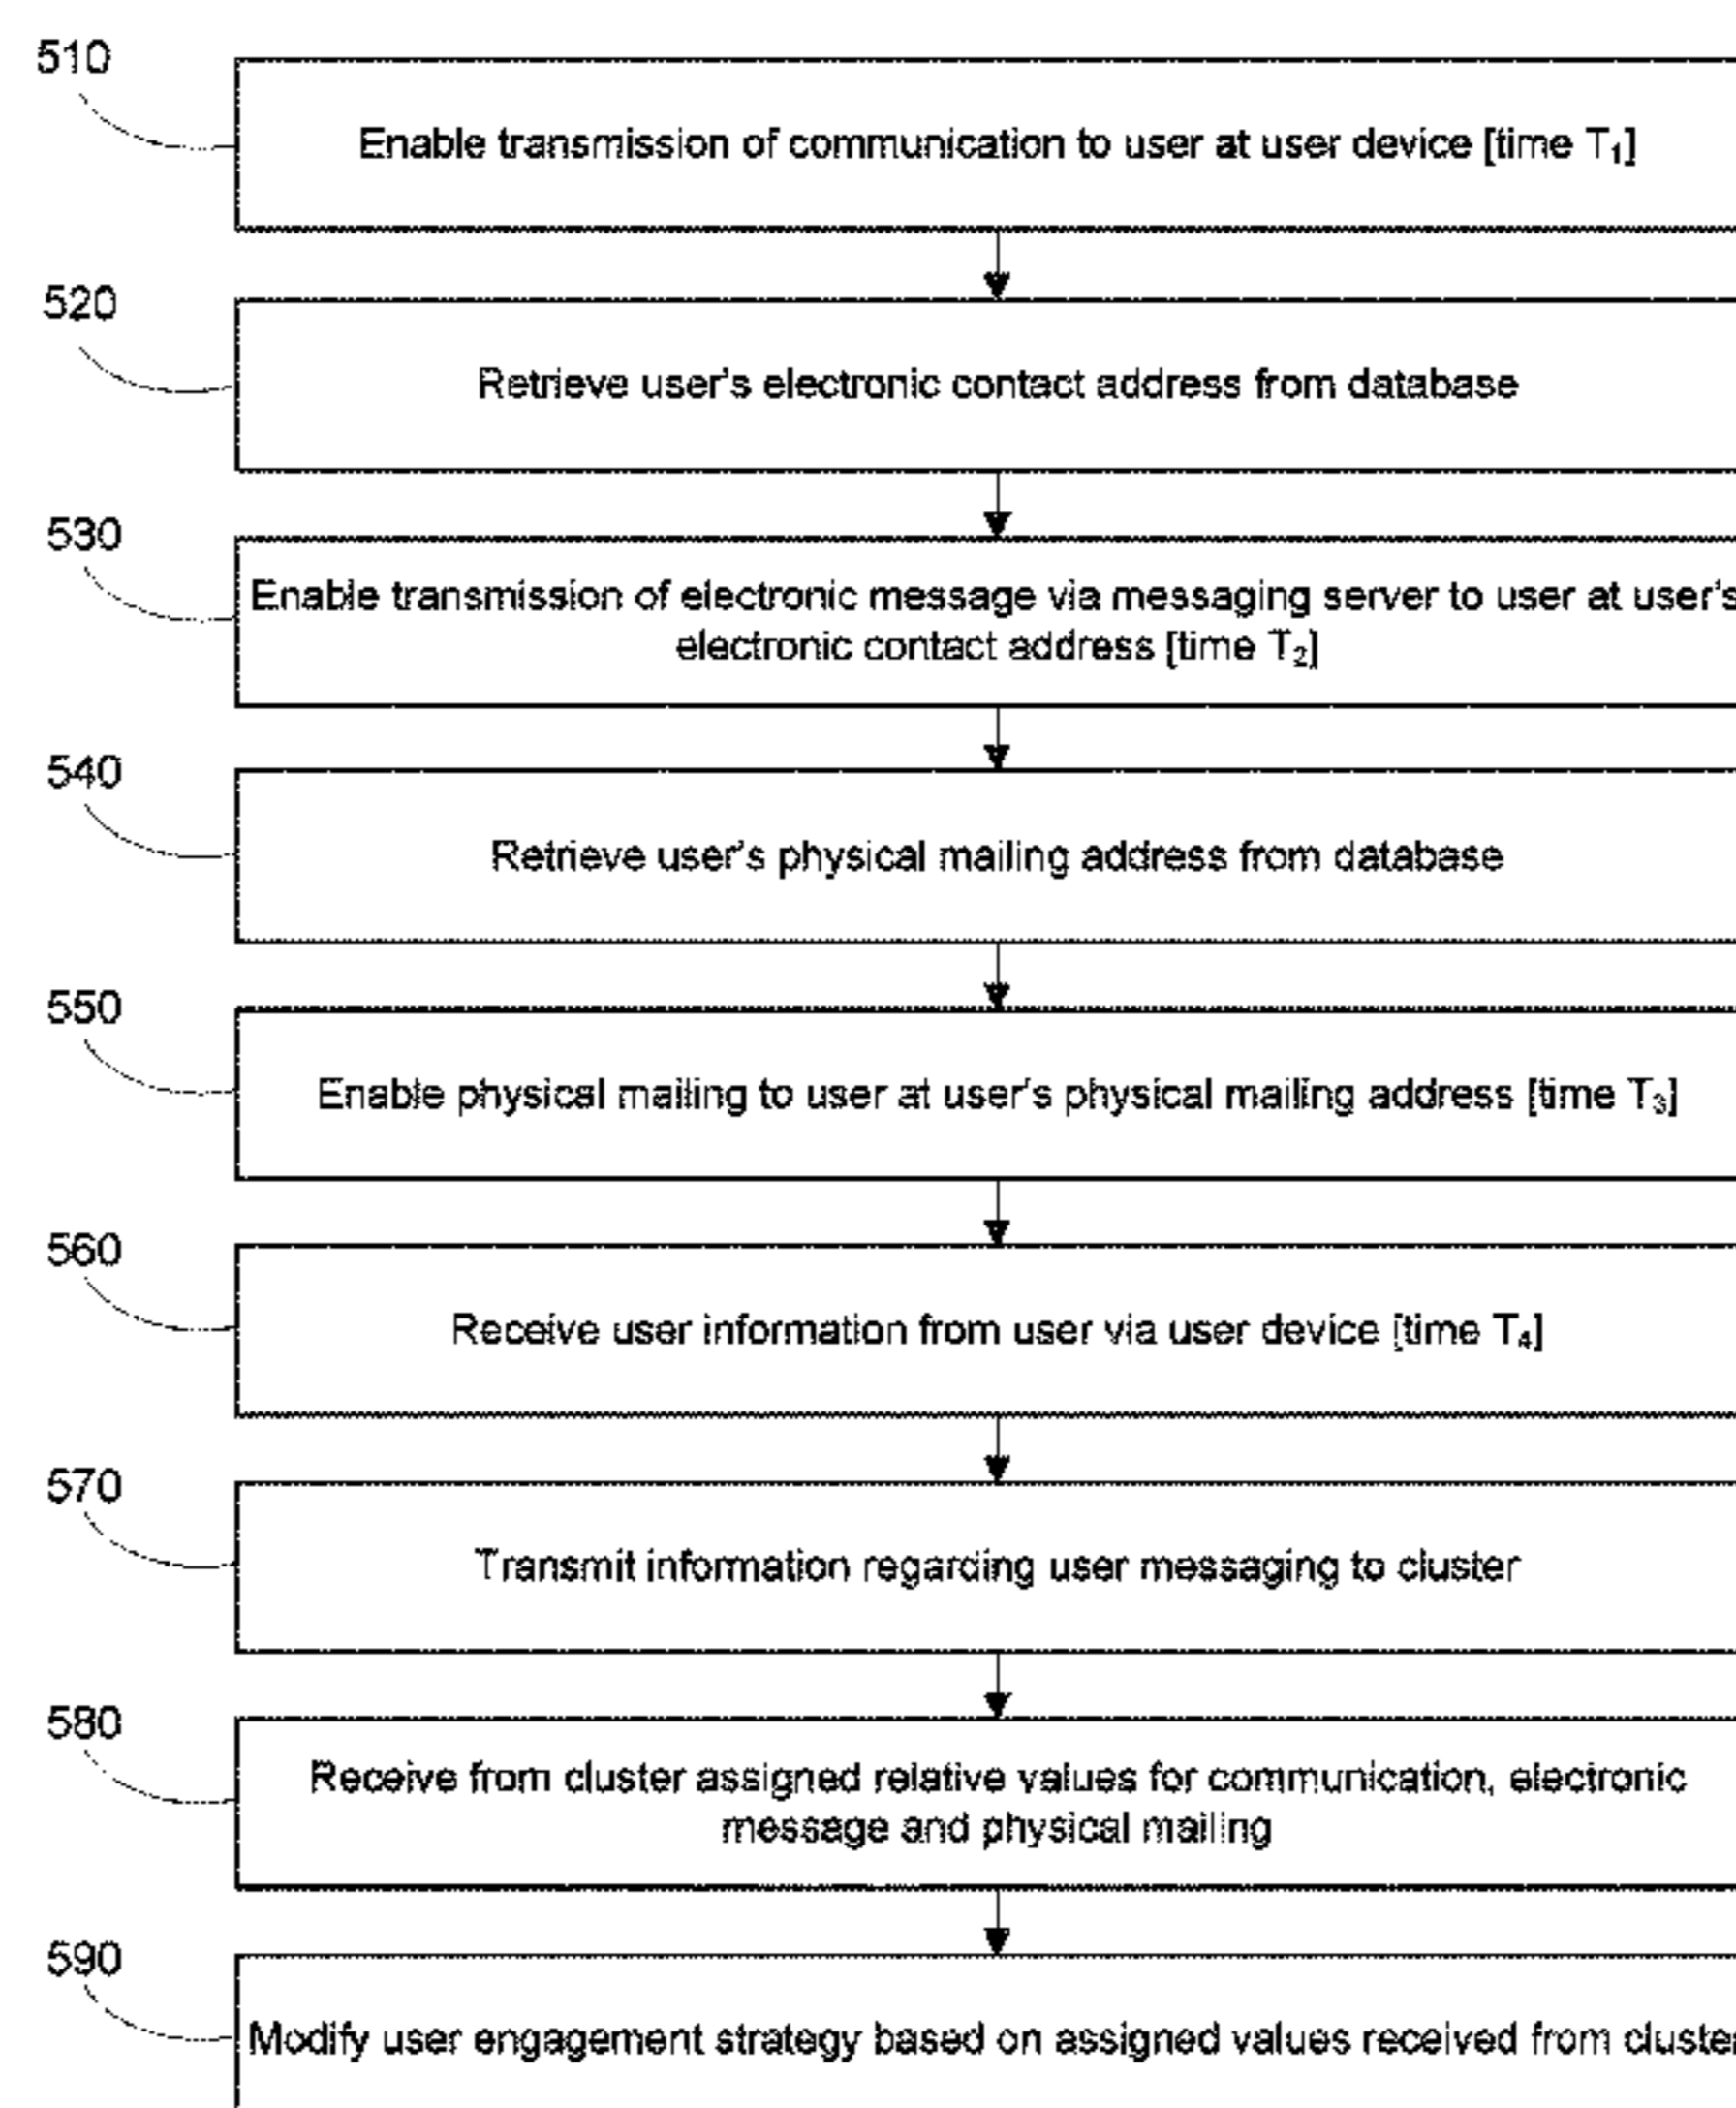 510
Enable transmission of communication to user at user device [time T₁]
520
Retrieve user's electronic contact address from database
530
Enable transmission of electronic message via messaging server to user at user's
electronic contact address [time T₂]
540
Retrieve user's physical mailing address from database
550
Enable physical mailing to user at user's physical mailing address [time T₃]
560
Receive user information from user via user device [time T₄]
570
Transmit information regarding user messaging to cluster
580
Receive from cluster assigned relative values for communication, electronic
message and physical mailing
590
Modify user engagement strategy based on assigned values received from cluster